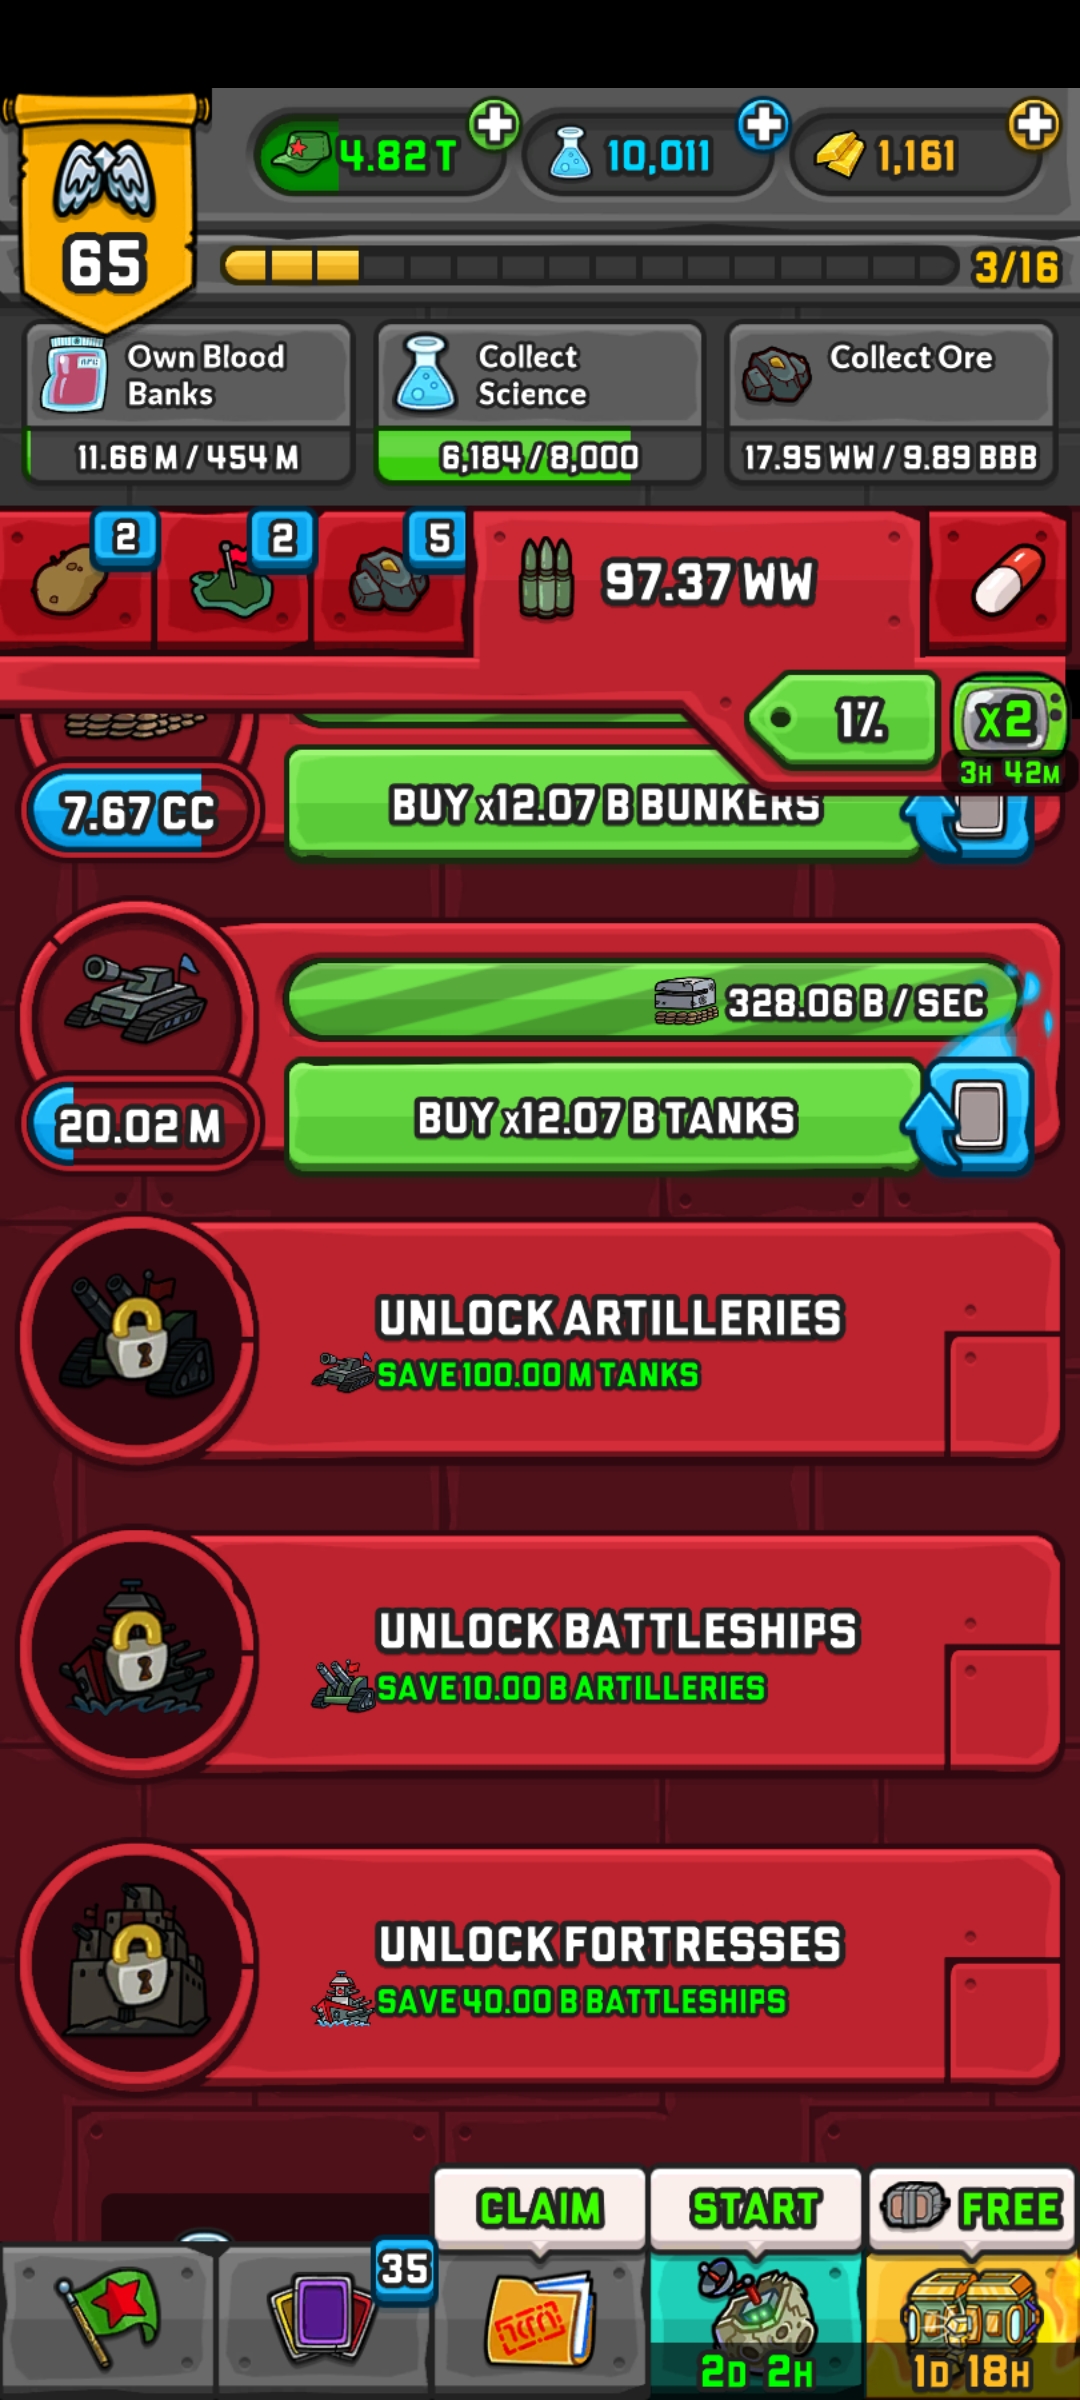 65
4.82 T
10,011
1,161
3/16
Own Blood
Banks
11.66 M / 454 M
Collect
Science
6,184 / 8,000
Collect Ore
17.95 WW / 9.89 BBB
2
2
5
97.37 WW
1%
x2
3H 42M
7.67 CC
BUY x12.07 B BUNKERS
328.06 B / SEC
20.02 M
BUY x12.07 B TANKS
UNLOCK ARTILLERIES
SAVE 100.00 M TANKS
UNLOCK BATTLESHIPS
SAVE 10.00 B ARTILLERIES
UNLOCK FORTRESSES
SAVE 40.00 B BATTLESHIPS
CLAIM
START
FREE
35
2D 2H
1D 18H